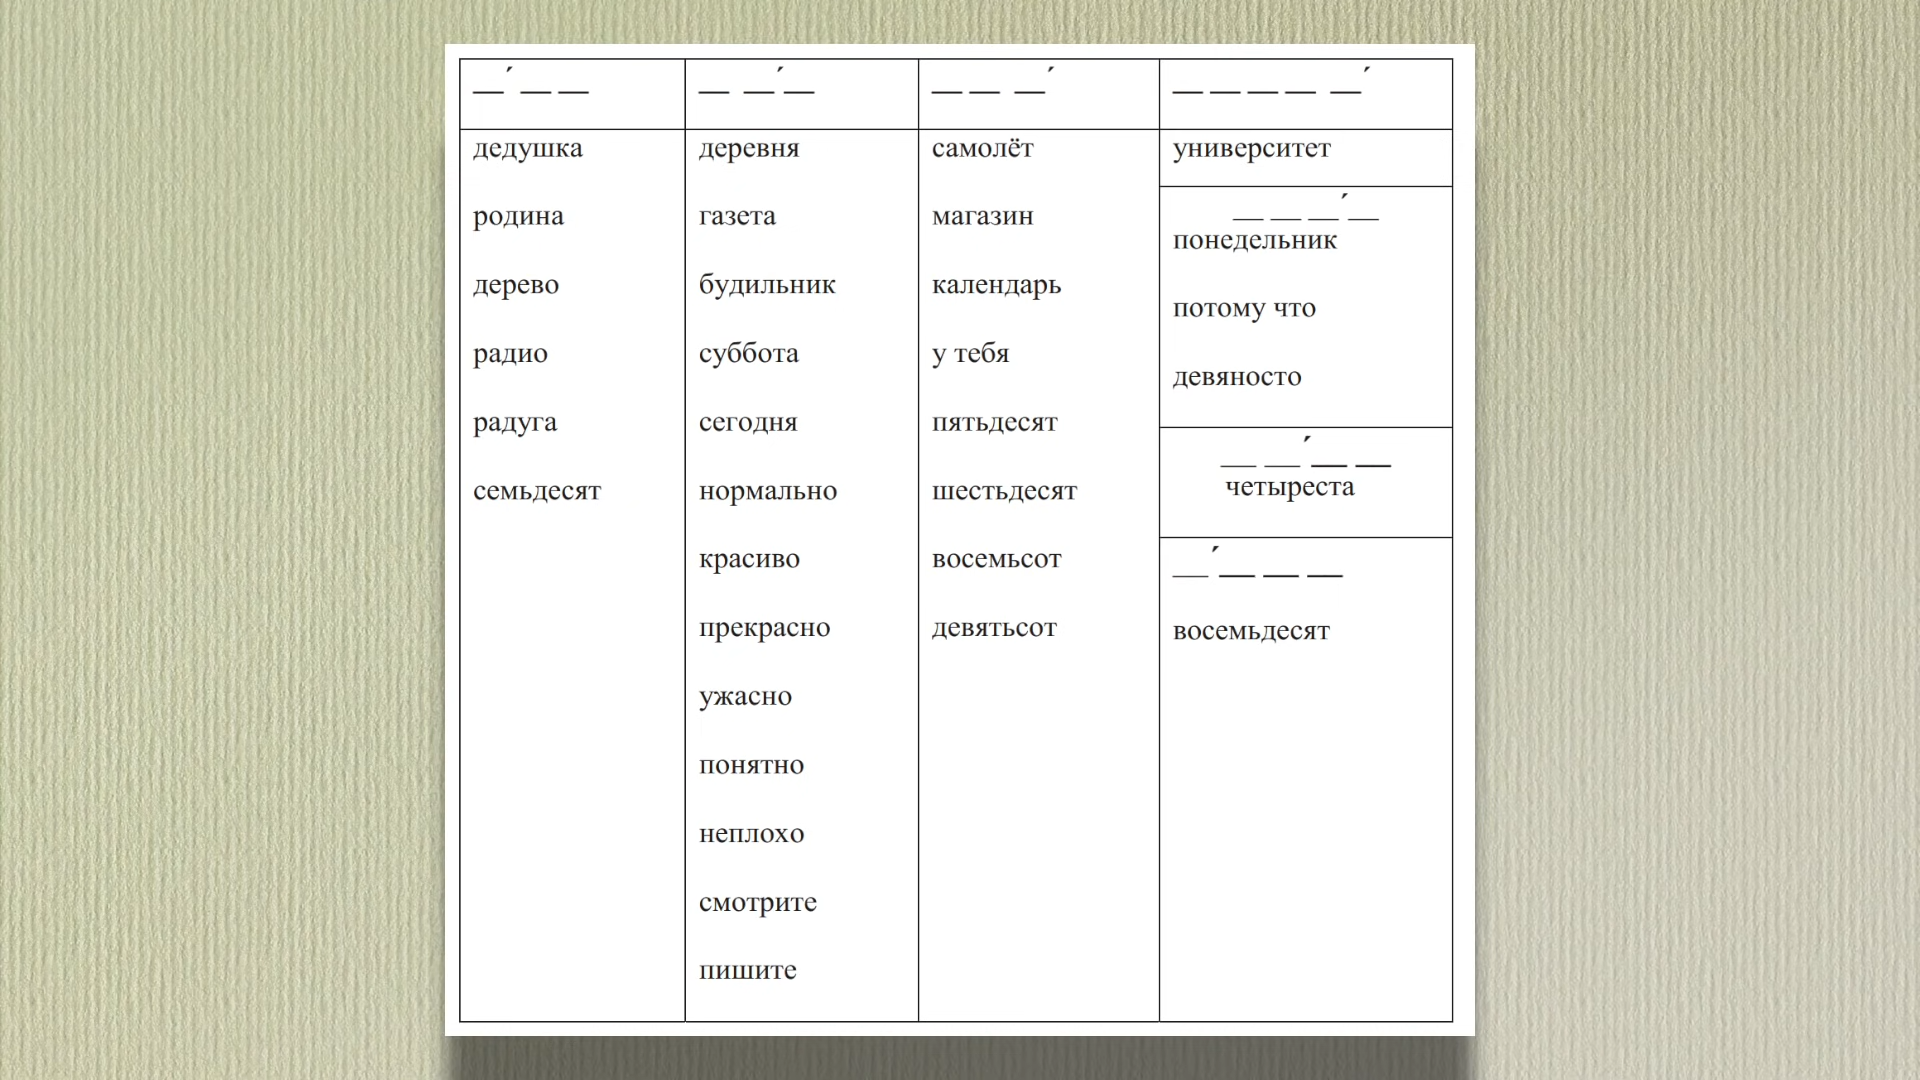 дедушка
родина
дерево
радио
радуга
семьдесят
деревня
газета
будильник
суббота
сегодня
нормально
красиво
прекрасно
ужасно
понятно
неплохо
смотрите
пишите
самолёт
магазин
календарь
у тебя
пятьдесят
шестьдесят
восемьсот
девятьсот
университет
понедельник
потому что
девяносто
четыреста
восемьдесят